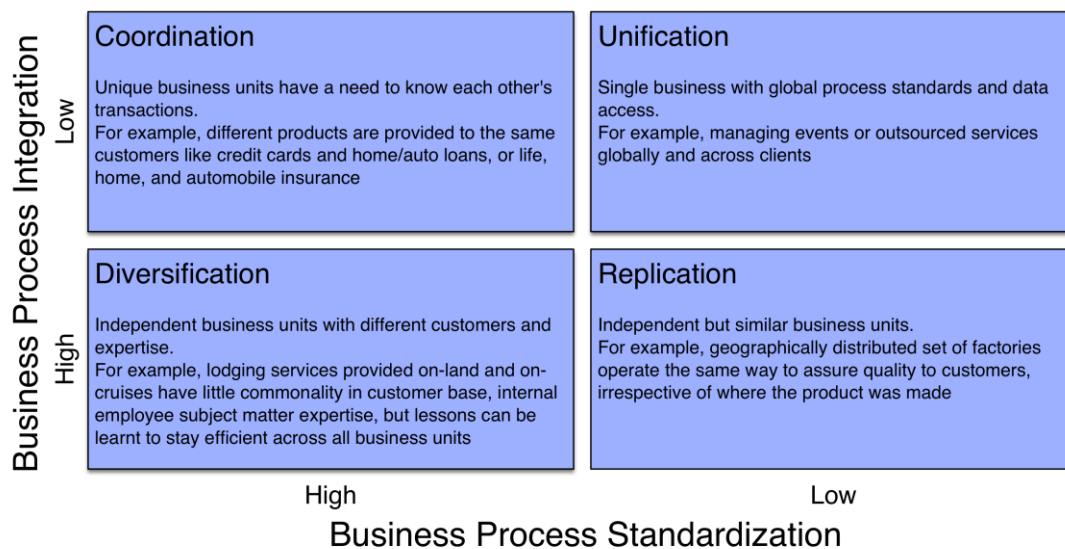 Business Process Integration
Low
High
Coordination
Unique business units have a need to know each other's
transactions.
For example, different products are provided to the same
customers like credit cards and home/auto loans, or life,
home, and automobile insurance
Unification
Single business with global process standards and data
access.
For example, managing events or outsourced services
globally and across clients
Diversification
Independent business units with different customers and
expertise.
For example, lodging services provided on-land and on-
cruises have little commonality in customer base, internal
employee subject matter expertise, but lessons can be
learnt to stay efficient across all business units
Replication
Independent but similar business units.
For example, geographically distributed set of factories
operate the same way to assure quality to customers,
irrespective of where the product was made
High
Low
Business Process Standardization